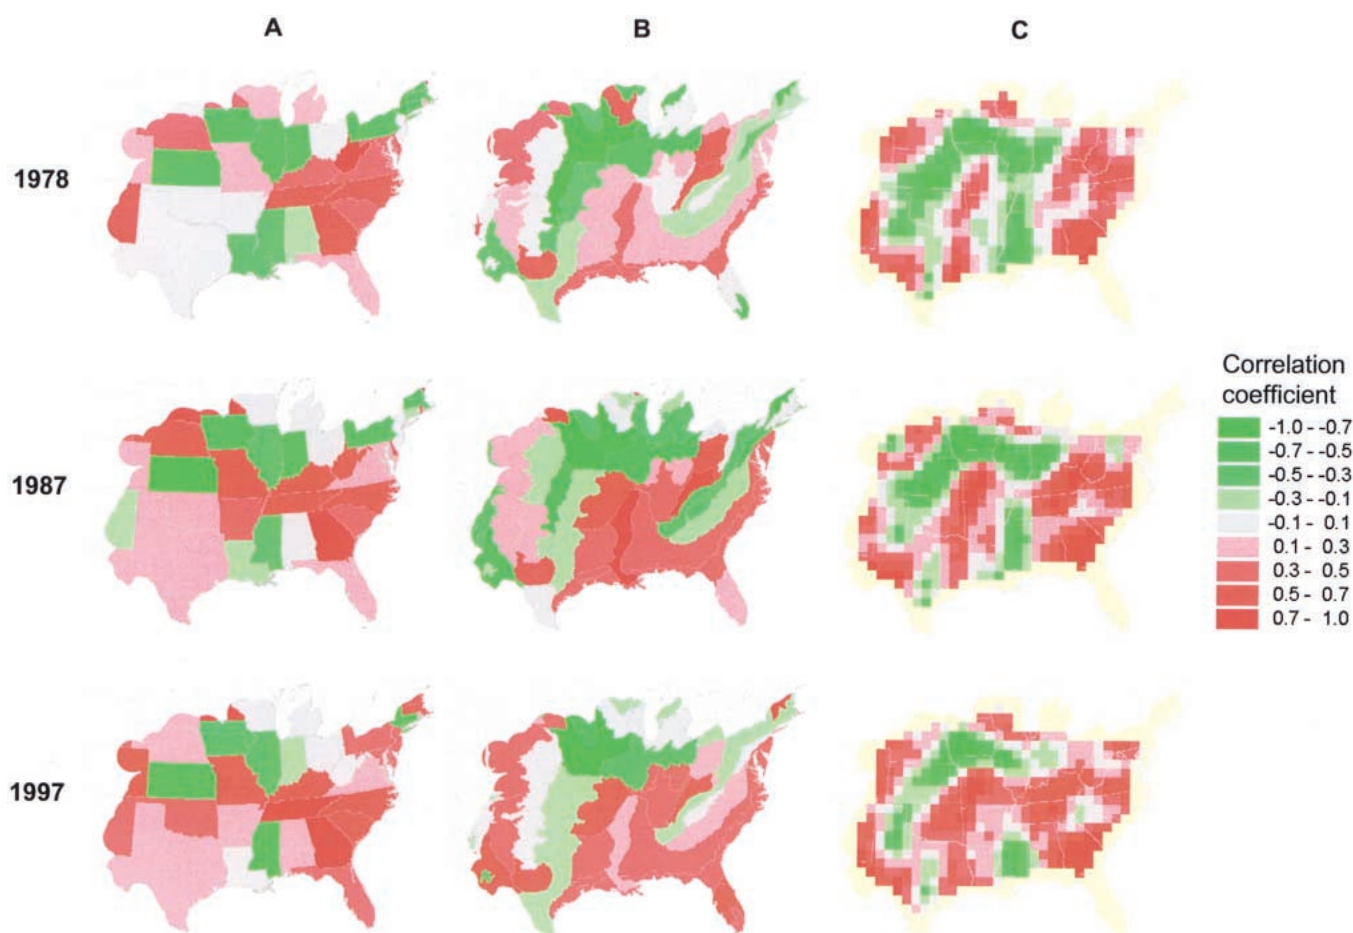 A B C
1978
1987
1997
Correlation
coefficient
-1.0 - -0.7
-0.7 - -0.5
-0.5 - -0.3
-0.3 - -0.1
-0.1 - 0.1
0.1 - 0.3
0.3 - 0.5
0.5 - 0.7
0.7 - 1.0